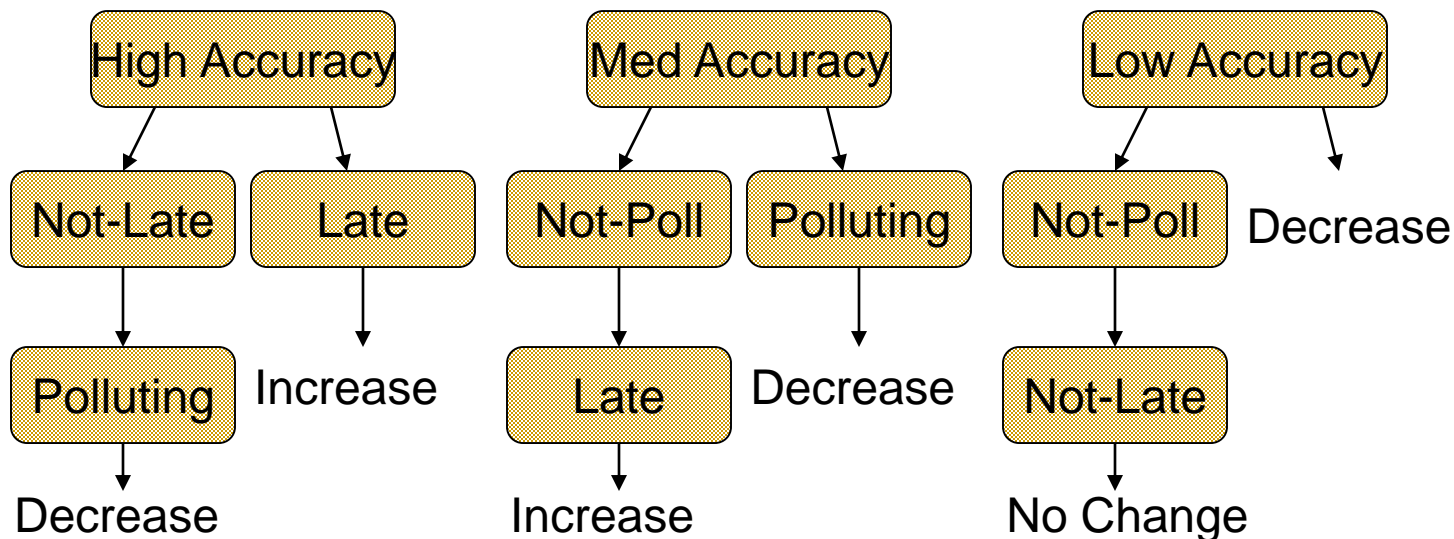 High Accuracy
Med Accuracy
Low Accuracy
Not-Late
Late
Not-Poll
Polluting
Not-Poll
Decrease
Polluting
Increase
Late
Decrease
Not-Late
Decrease
Increase
No Change